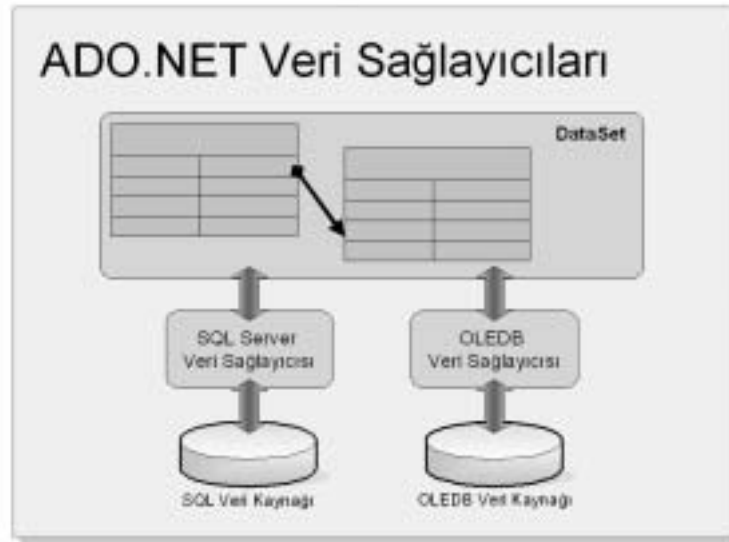 ADO.NET Veri Sağlayıcıları
DataSet
SQL Server
Veri Sağlayıcısı
OLEDB
Veri Sağlayıcısı
SQL Veri Kaynağı
OLEDB Veri Kaynağı